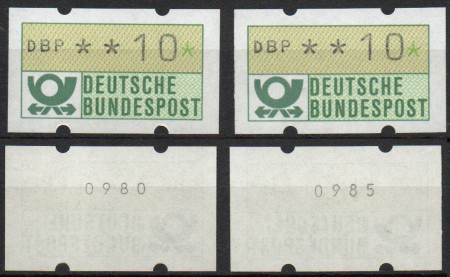 DBP **10*
DEUTSCHE
BUNDESPOST
DBP **10*
DEUTSCHE
BUNDESPOST
0980
0985